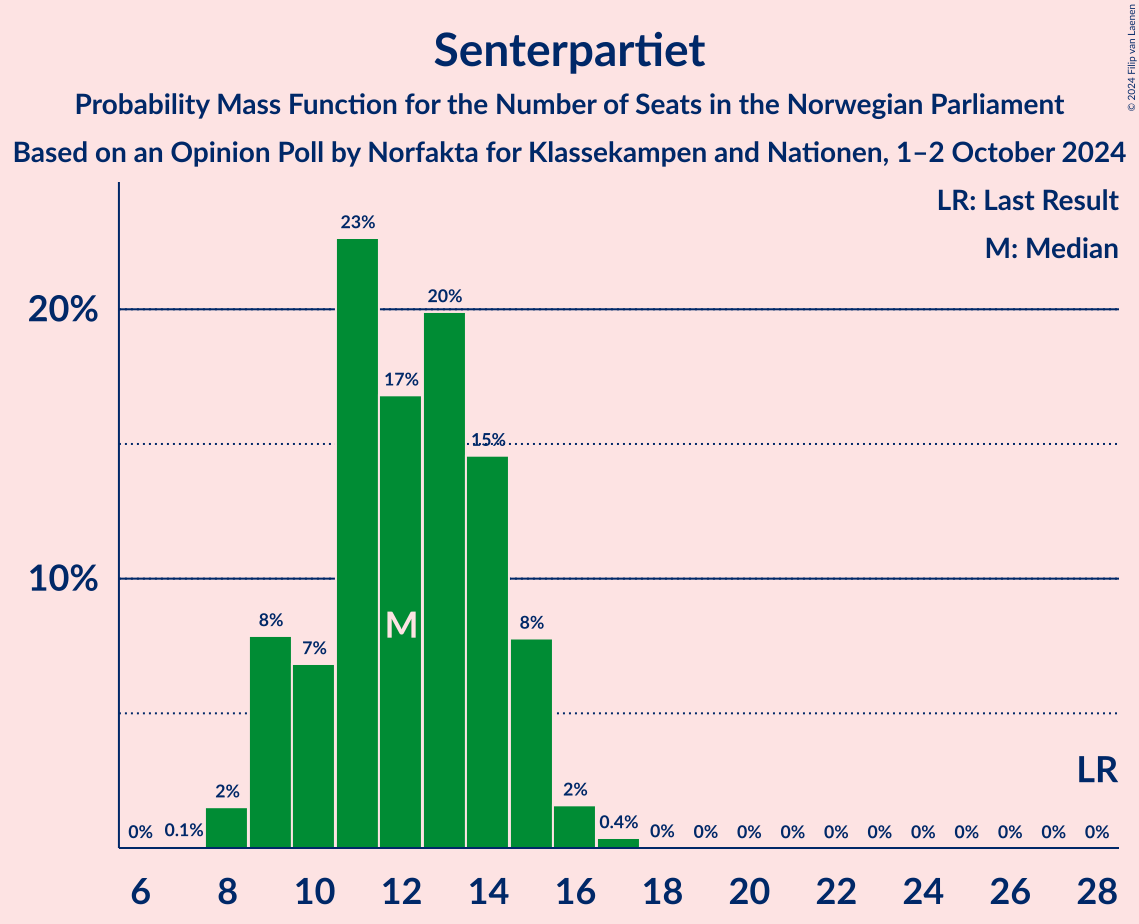 Senterpartiet
Probability Mass Function for the Number of Seats in the Norwegian Parliament
Based on an Opinion Poll by Norfakta for Klassekampen and Nationen, 1–2 October 2024
© 2024 Filip van Laenen
LR: Last Result
M: Median
20%
10%
0% 0.1% 2% 8% 7% 23% 17% 20% 15% 8% 2% 0.4% 0% 0% 0% 0% 0% 0% 0% 0% 0% 0% 0%
M
LR
6 8 10 12 14 16 18 20 22 24 26 28